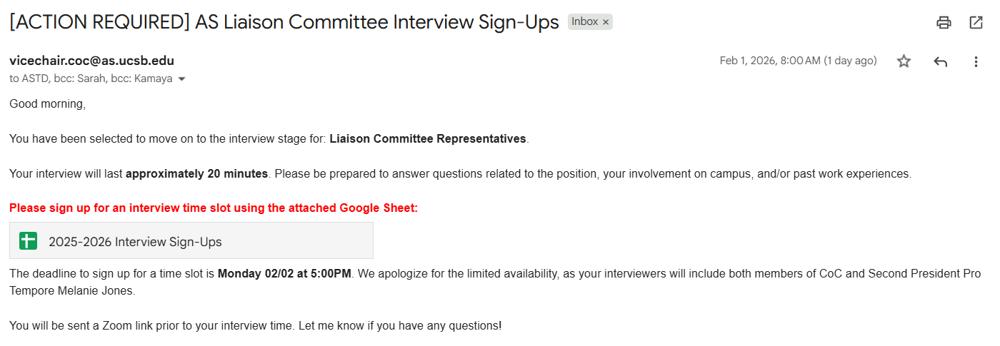 [ACTION REQUIRED] AS Liaison Committee Interview Sign-Ups Inbox ×
vicechair.coc@as.ucsb.edu Feb 1, 2026, 8:00 AM (1 day ago)
to ASTD, bcc: Sarah, bcc: Kamaya
Good morning,
You have been selected to move on to the interview stage for: Liaison Committee Representatives.
Your interview will last approximately 20 minutes. Please be prepared to answer questions related to the position, your involvement on campus, and/or past work experiences.
Please sign up for an interview time slot using the attached Google Sheet:
2025-2026 Interview Sign-Ups
The deadline to sign up for a time slot is Monday 02/02 at 5:00PM. We apologize for the limited availability, as your interviewers will include both members of CoC and Second President Pro
Tempore Melanie Jones.
You will be sent a Zoom link prior to your interview time. Let me know if you have any questions!